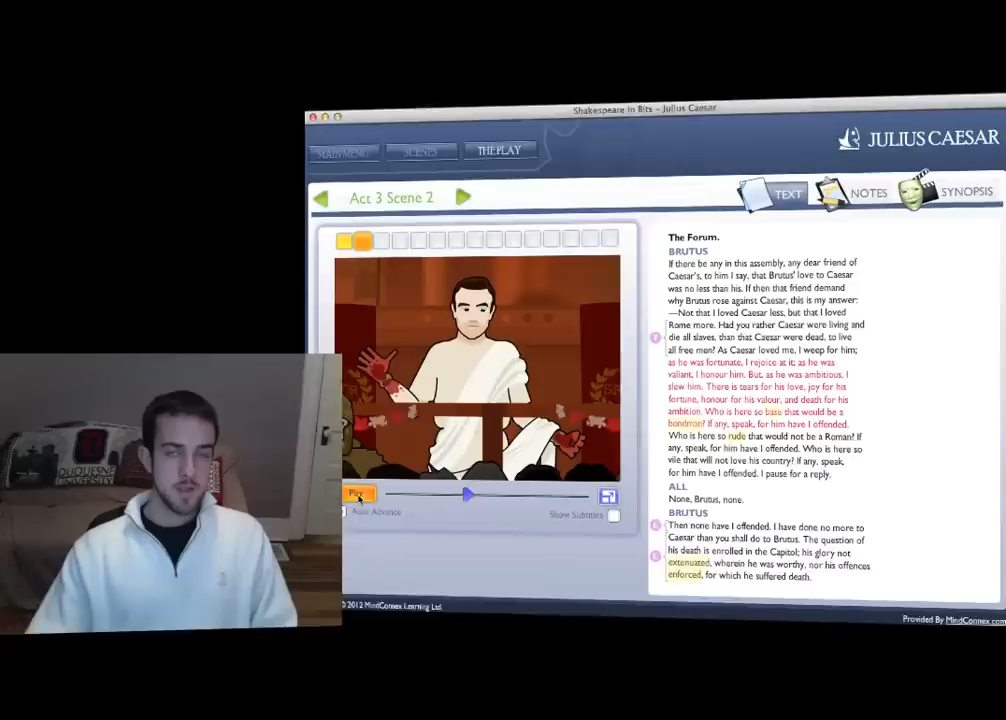 Shakespeare In Bits - Julius Caesar
MAIN MENU SCENES THE PLAY
JULIUS CAESAR
Act 3 Scene 2
TEXT NOTES SYNOPSIS
The Forum.
BRUTUS
If there be any in this assembly, any dear friend of
Caesar's, to him I say, that Brutus' love to Caesar
was no less than his. If then that friend demand
why Brutus rose against Caesar, this is my answer:
—Not that I loved Caesar less, but that I loved
Rome more. Had you rather Caesar were living and
die all slaves, than that Caesar were dead, to live
all free men? As Caesar loved me, I weep for him;
as he was fortunate, I rejoice at it; as he was
valiant, I honour him. But, as he was ambitious, I
slew him. There is tears for his love, joy for his
fortune, honour for his valour, and death for his
ambition. Who is here so base that would be a
bondman? If any, speak, for him have I offended.
Who is here so rude that would not be a Roman? If
any, speak, for him have I offended. Who is here so
vile that will not love his country? If any, speak,
for him have I offended. I pause for a reply.
ALL
None, Brutus, none.
BRUTUS
Then none have I offended. I have done no more to
Caesar than you shall do to Brutus. The question of
his death is enrolled in the Capitol; his glory not
extenuated, wherein he was worthy, nor his offences
enforced, for which he suffered death.
Play
Auto Advance
Show Subtitles
DUQUESNE
UNIVERSITY
© 2012 MindConnex Learning Ltd.
Provided By MindConnex.com